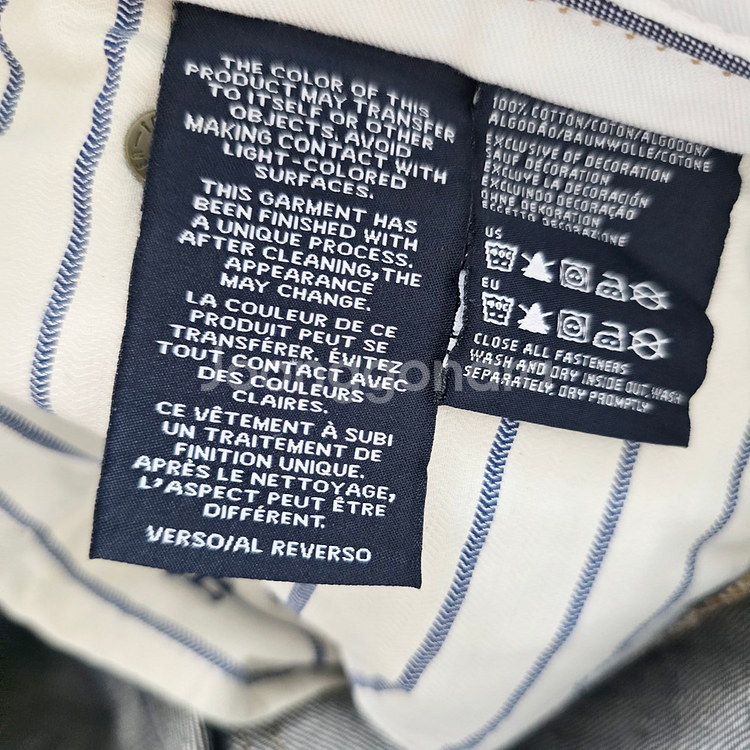 THE COLOR OF THIS
PRODUCT MAY TRANSFER
TO ITSELF OR OTHER
OBJECTS. AVOID
MAKING CONTACT WITH
LIGHT-COLORED
SURFACES.
THIS GARMENT HAS
BEEN FINISHED WITH
A UNIQUE PROCESS.
AFTER CLEANING, THE
APPEARANCE
MAY CHANGE.
LA COULEUR DE CE
PRODUIT PEUT SE
TRANSFÉRER. ÉVITEZ
TOUT CONTACT AVEC
DES COULEURS
CLAIRES.
CE VÊTEMENT À SUBI
UN TRAITEMENT DE
FINITION UNIQUE.
APRÈS LE NETTOYAGE,
L'ASPECT PEUT ÊTRE
DIFFÉRENT.
VERSO/AL REVERSO
100% COTTON/COTON/ALGODON/
ALGODÃO/BAUMWOLLE/COTONE
EXCLUSIVE OF DECORATION
SAUF DÉCORATION
EXCLUYE LA DECORACIÓN
EXCLUINDO DECORAÇÃO
OHNE DEKORATION
ECCETTO DECORAZIONE
US
EU
CLOSE ALL FASTENERS
WASH AND DRY INSIDE OUT, WASH
SEPARATELY, DRY PROMPTLY